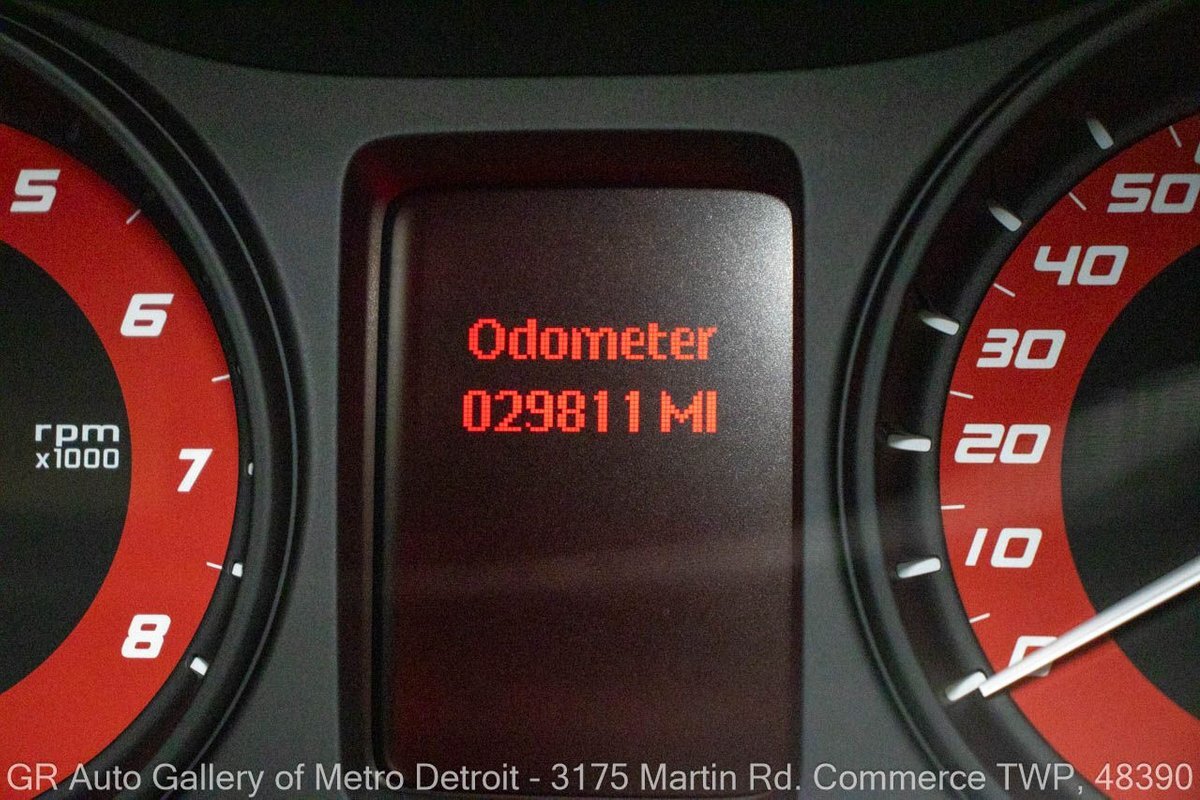 5
6
rpm
x1000
7
8
Odometer
029811 MI
50
40
30
20
10
0
GR Auto Gallery of Metro Detroit - 3175 Martin Rd. Commerce TWP, 48390